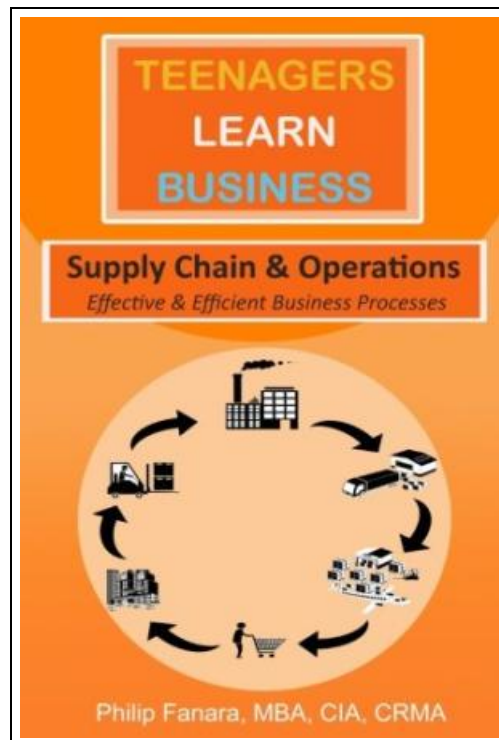 TEENAGERS
LEARN
BUSINESS
Supply Chain & Operations
Effective & Efficient Business Processes
Philip Fanara, MBA, CIA, CRMA